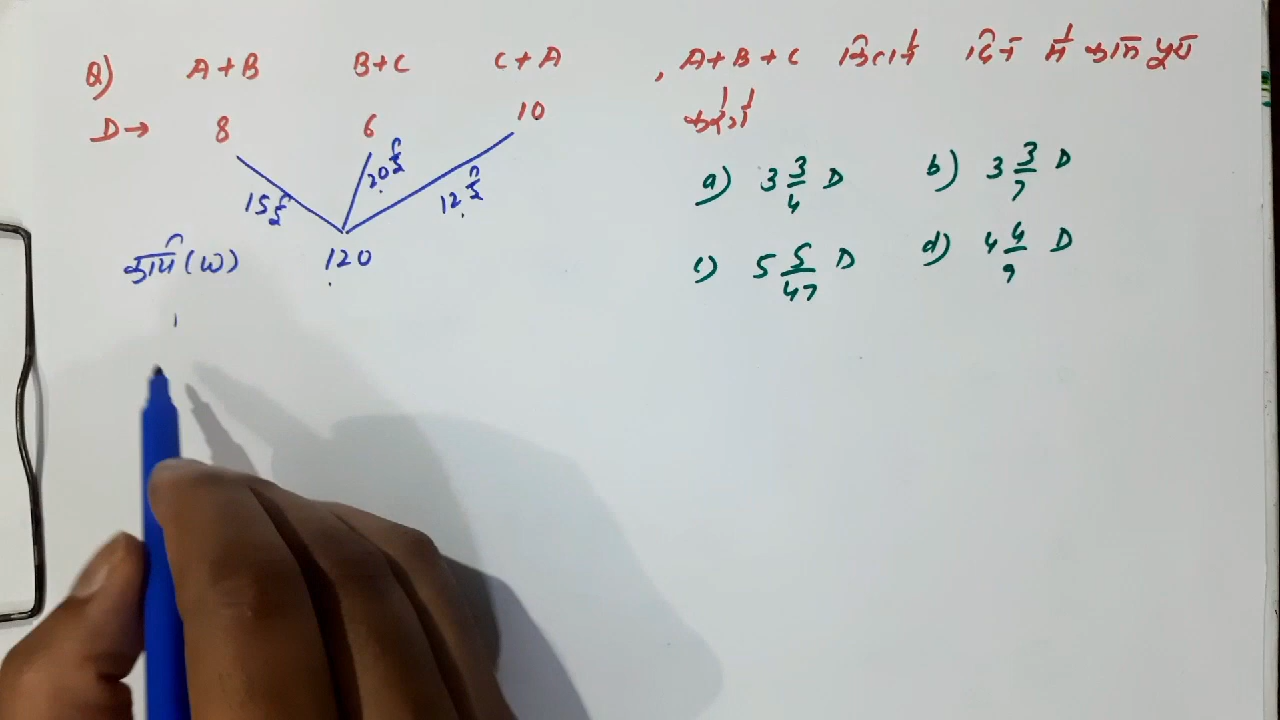 Q) A+B B+C C+A , A+B+C कितने दिन में काम पूरा
D→ 8 6 10 करेंगे
a) 3 3/4 D b) 3 3/7 D
15 20 12
c) 5 5/47 D d) 4 4/9 D
कार्य (W) 120